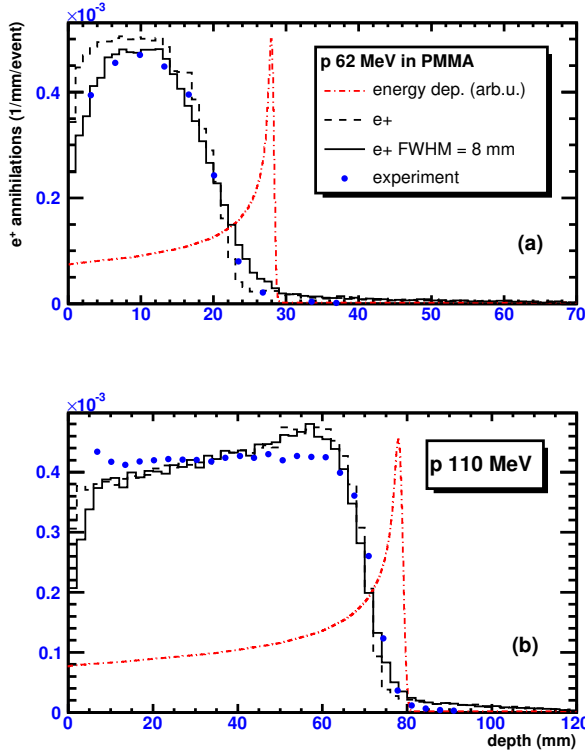 ×10⁻³
e⁺ annihilations (1/mm/event)
0.4
0.2
0
p 62 MeV in PMMA
energy dep. (arb.u.)
e+
e+ FWHM = 8 mm
experiment
(a)
0 10 20 30 40 50 60 70
×10⁻³
0.6
0.4
0.3
0.2
0.1
0
p 110 MeV
(b)
0 20 40 60 80 100 120
depth (mm)